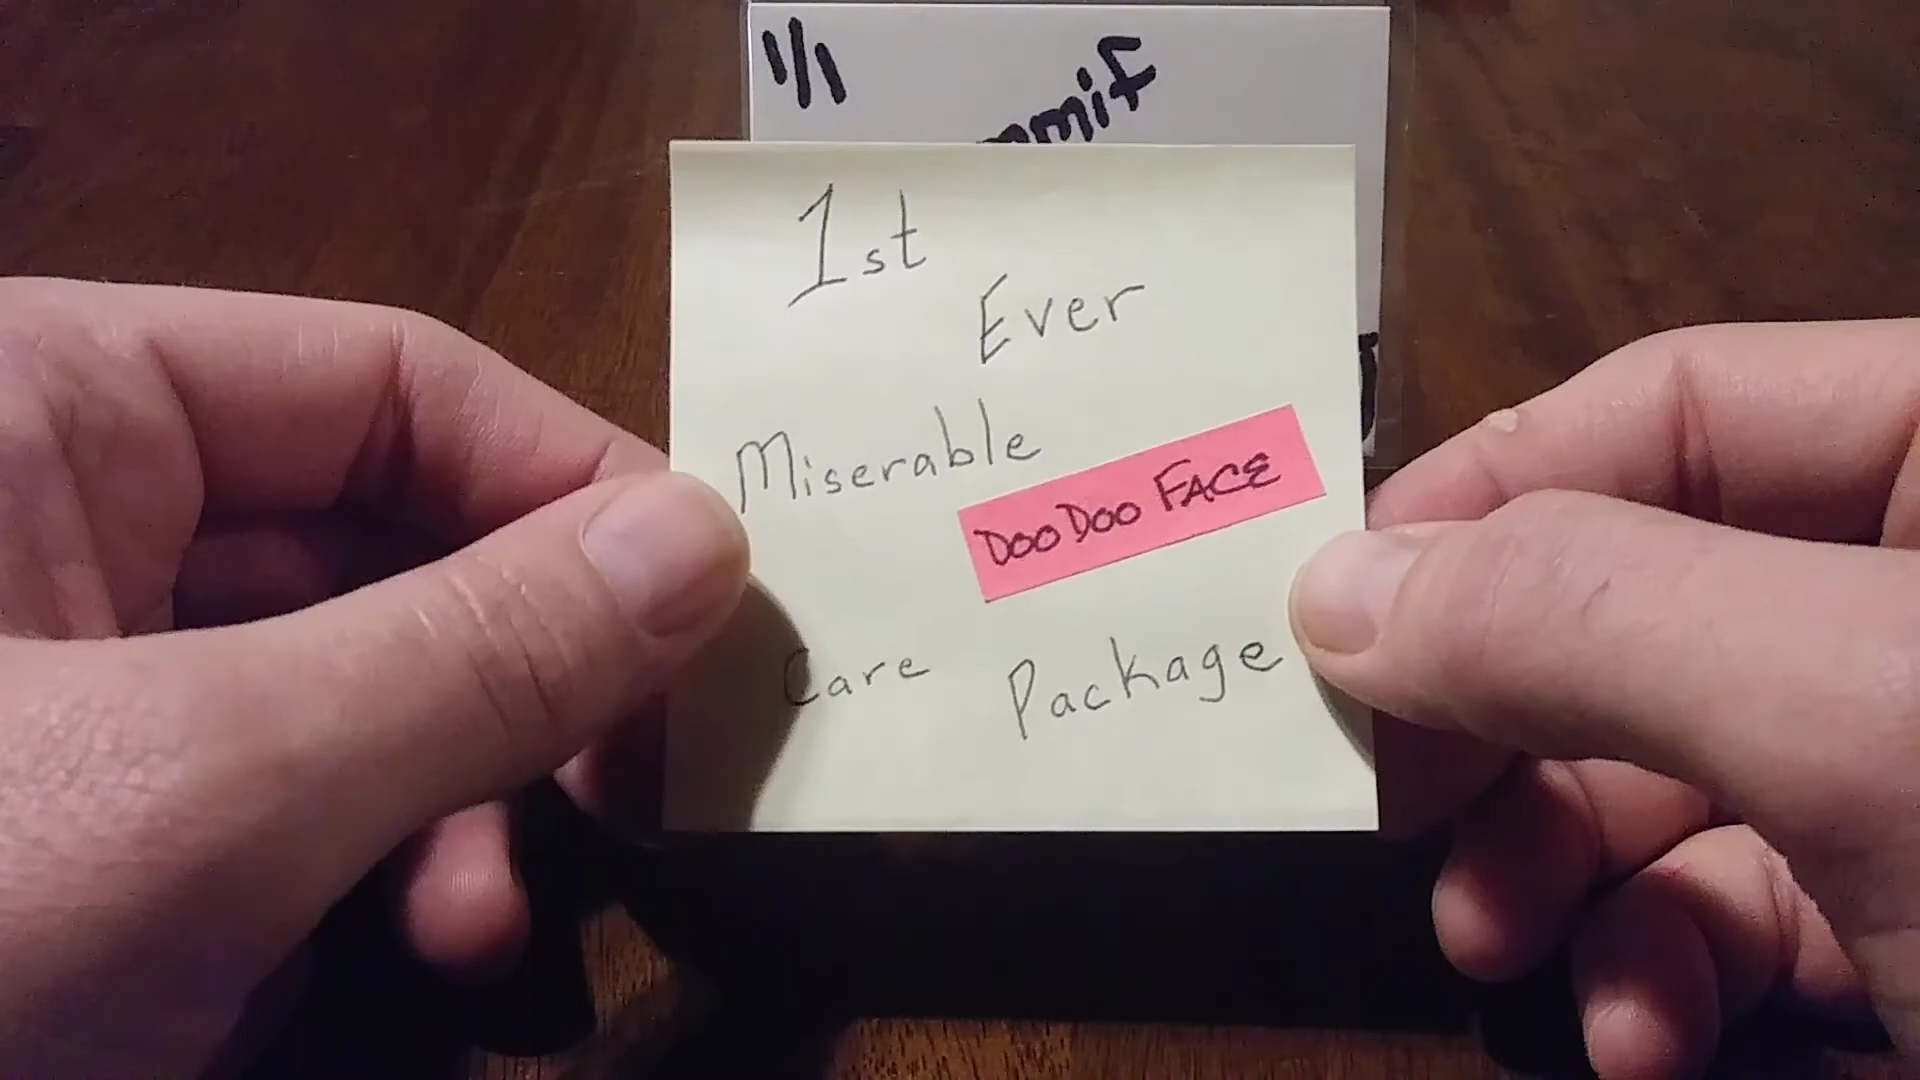 1/1
1st
Ever
Miserable
DOO DOO FACE
Care Package